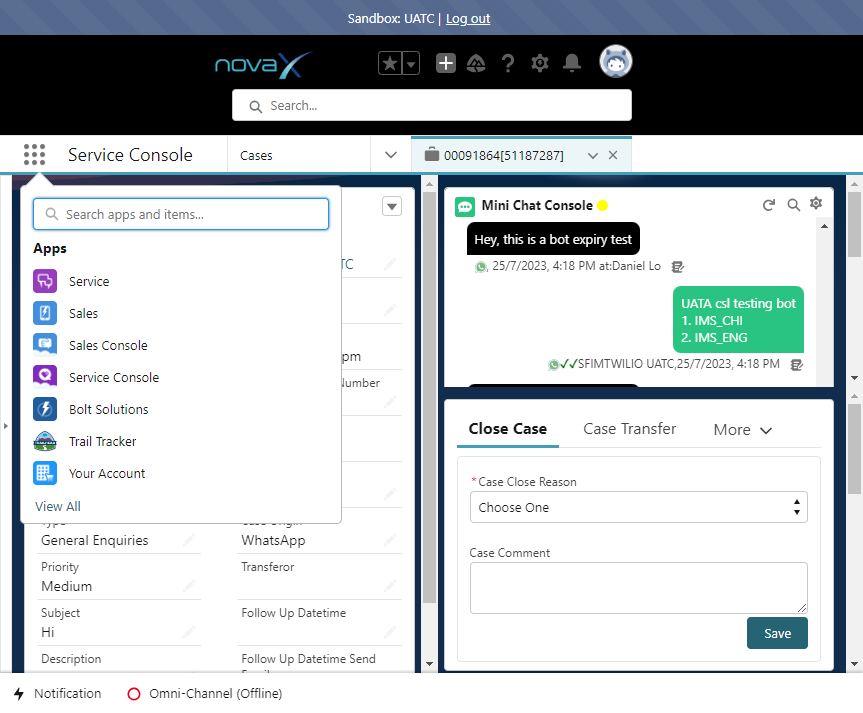 Sandbox: UATC | Log out
novaX
Search...
Service Console
Cases
00091864[51187287]
Search apps and items...
Apps
Service
Sales
Sales Console
Service Console
Bolt Solutions
Trail Tracker
Your Account
View All
TC
pm
Number
General Enquiries
WhatsApp
Priority
Transferor
Medium
Subject
Follow Up Datetime
Hi
Description
Follow Up Datetime Send
Mini Chat Console
Hey, this is a bot expiry test
25/7/2023, 4:18 PM at:Daniel Lo
UATA csl testing bot
1. IMS_CHI
2. IMS_ENG
✓✓SFIMTWILIO UATC,25/7/2023, 4:18 PM
Close Case
Case Transfer
More
*Case Close Reason
Choose One
Case Comment
Save
Notification
Omni-Channel (Offline)